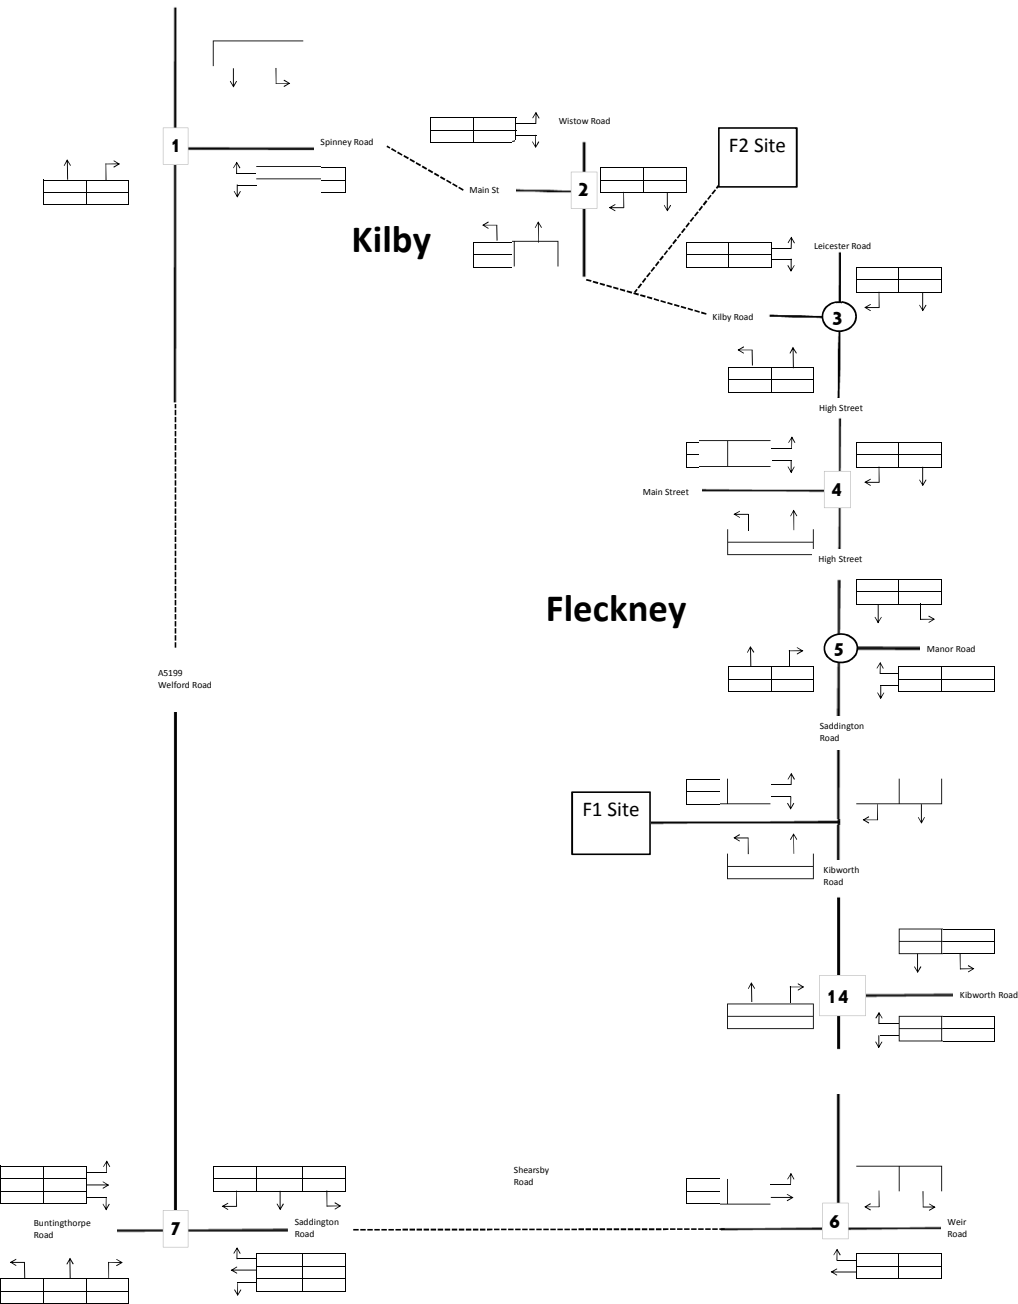 Wistow Road
F2 Site
1
Spinney Road
Main St
2
Kilby
Leicester Road
Kilby Road
3
High Street
Main Street
4
High Street
Fleckney
5
Manor Road
A5199
Welford Road
Saddington
Road
F1 Site
Kibworth
Road
14
Kibworth Road
Shearsby
Road
Buntingthorpe
Road
7
Saddington
Road
6
Weir
Road